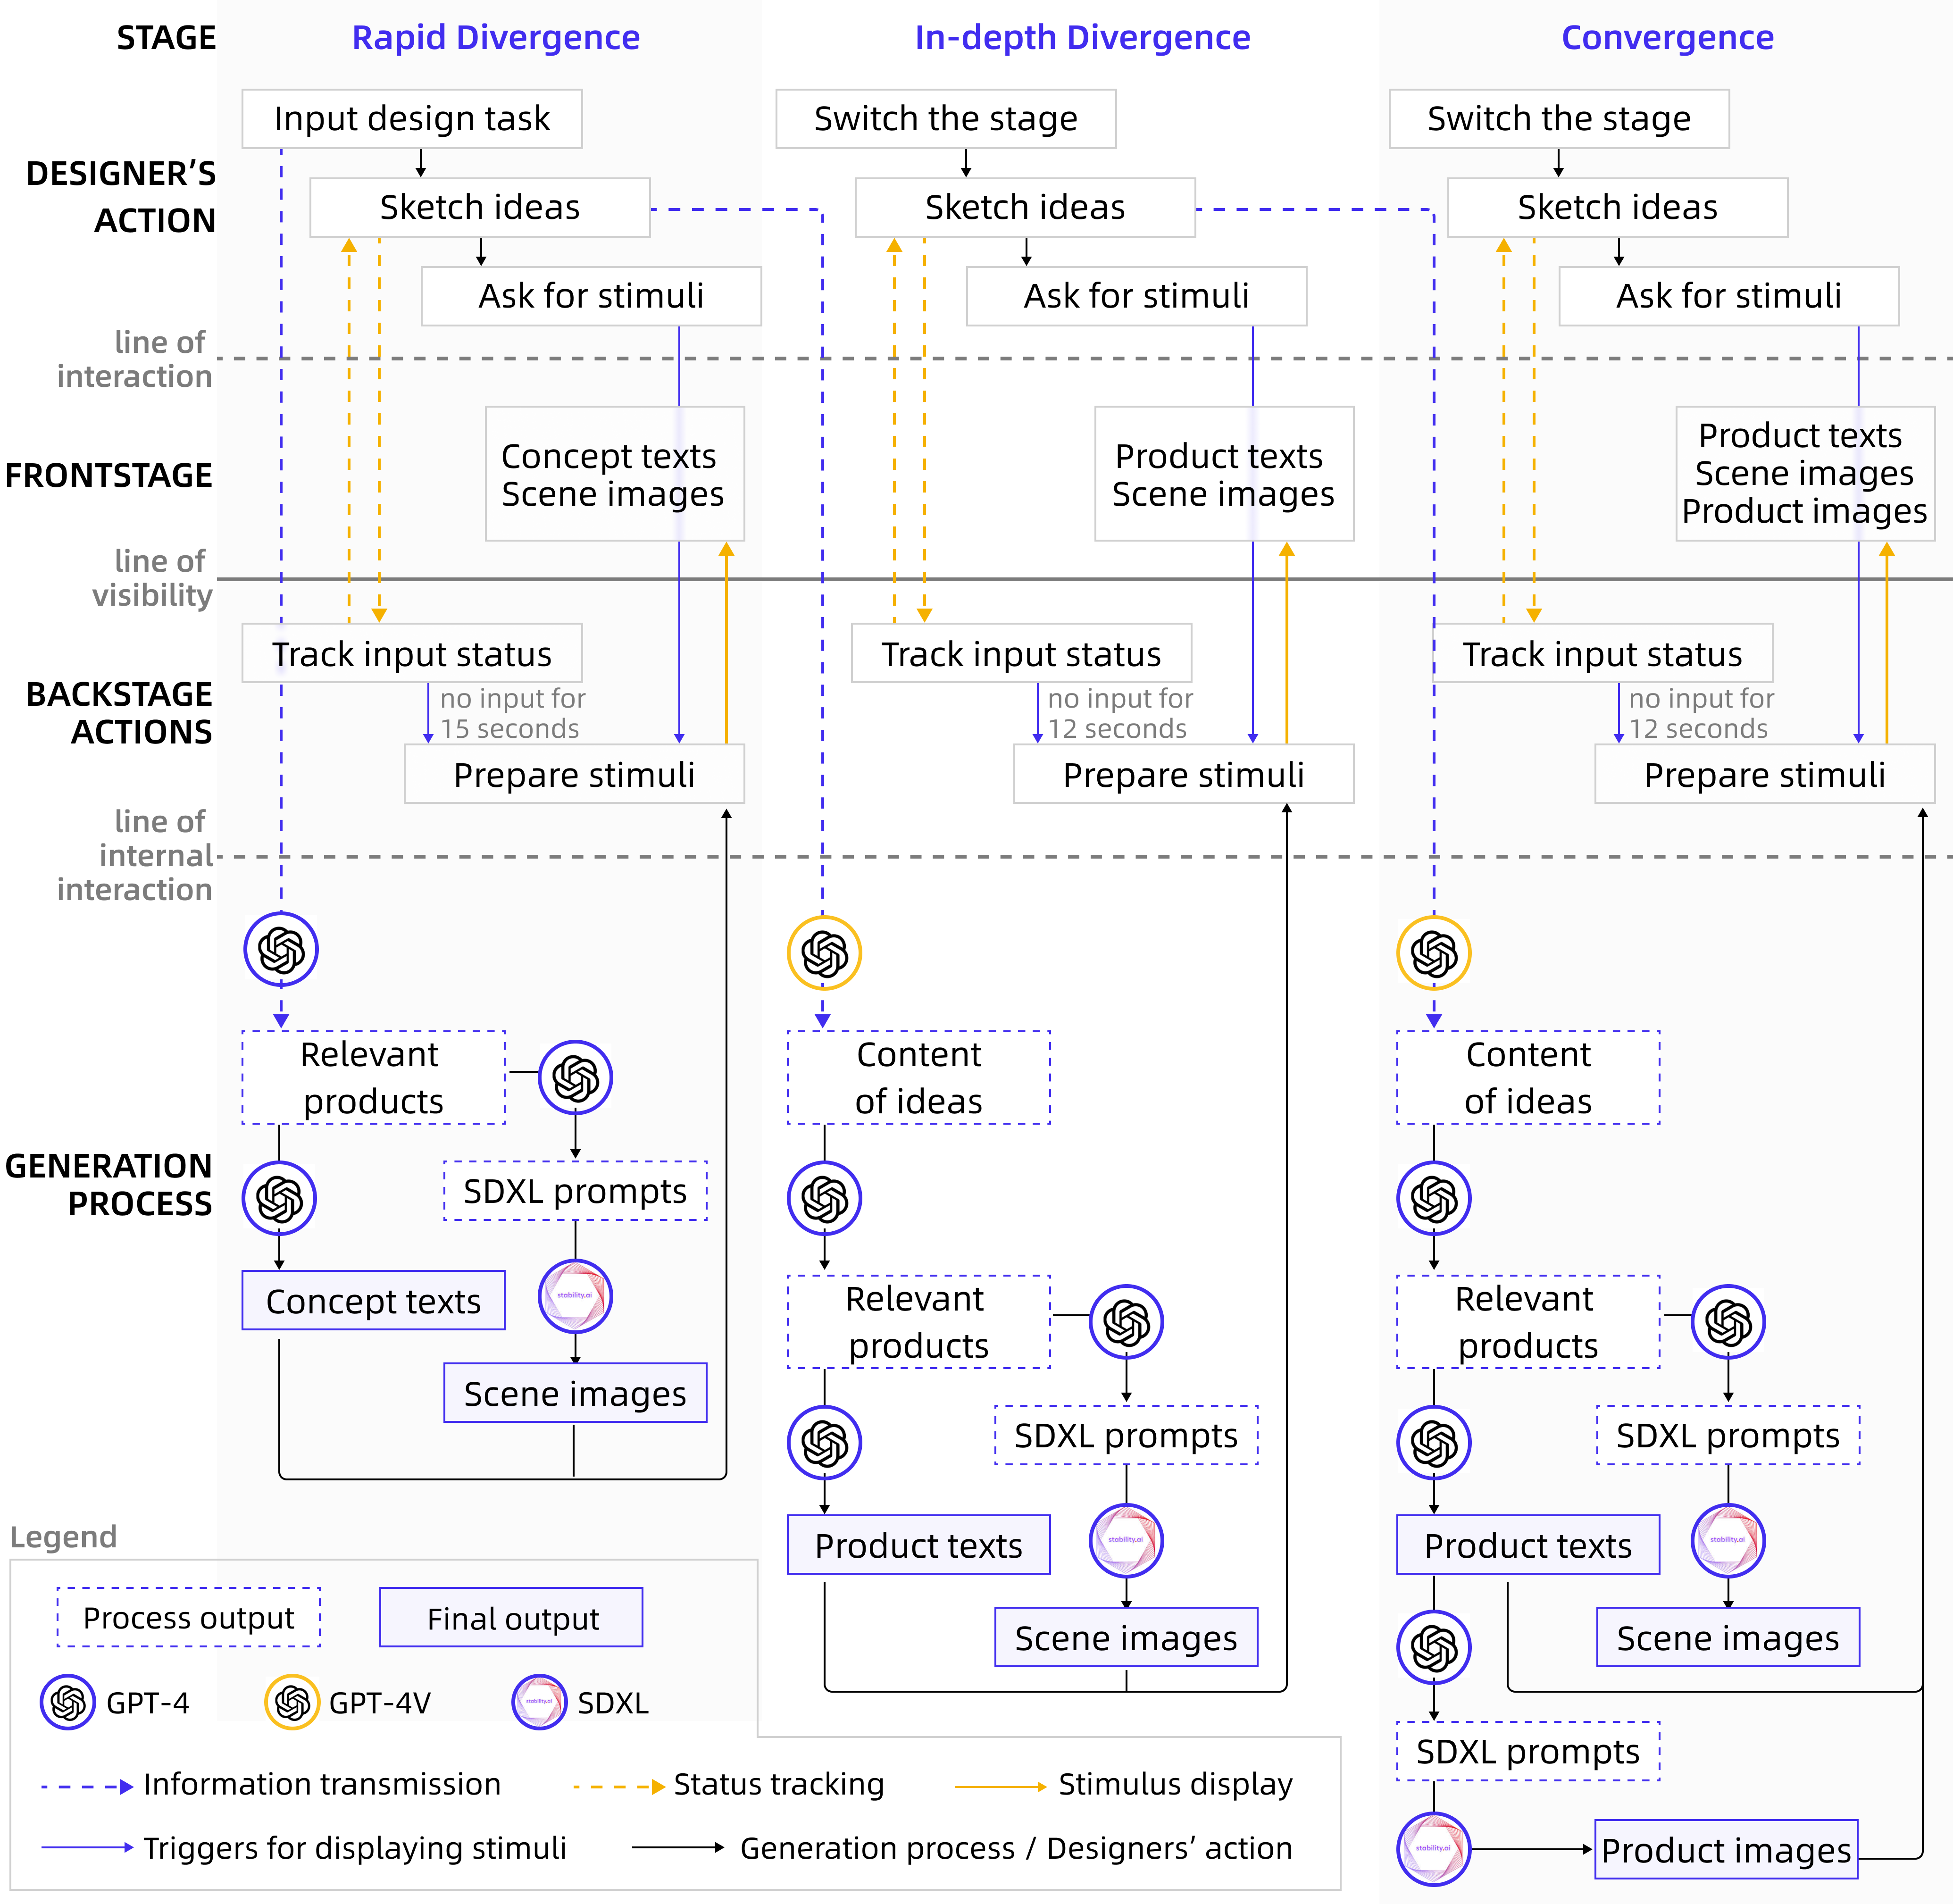 STAGE
Rapid Divergence
In-depth Divergence
Convergence
DESIGNER’S
ACTION
Input design task
Sketch ideas
Ask for stimuli
Switch the stage
Sketch ideas
Ask for stimuli
Switch the stage
Sketch ideas
Ask for stimuli
line of
interaction
FRONTSTAGE
Concept texts
Scene images
Product texts
Scene images
Product texts
Scene images
Product images
line of
visibility
BACKSTAGE
ACTIONS
Track input status
no input for
15 seconds
Prepare stimuli
Track input status
no input for
12 seconds
Prepare stimuli
Track input status
no input for
12 seconds
Prepare stimuli
line of
internal
interaction
GENERATION
PROCESS
Relevant
products
SDXL prompts
Concept texts
stability.ai
Scene images
Content
of ideas
Relevant
products
SDXL prompts
Product texts
stability.ai
Scene images
Content
of ideas
Relevant
products
SDXL prompts
Product texts
stability.ai
Scene images
SDXL prompts
stability.ai
Product images
Legend
Process output
Final output
GPT-4
GPT-4V
stability.ai
SDXL
Information transmission
Status tracking
Stimulus display
Triggers for displaying stimuli
Generation process / Designers’ action